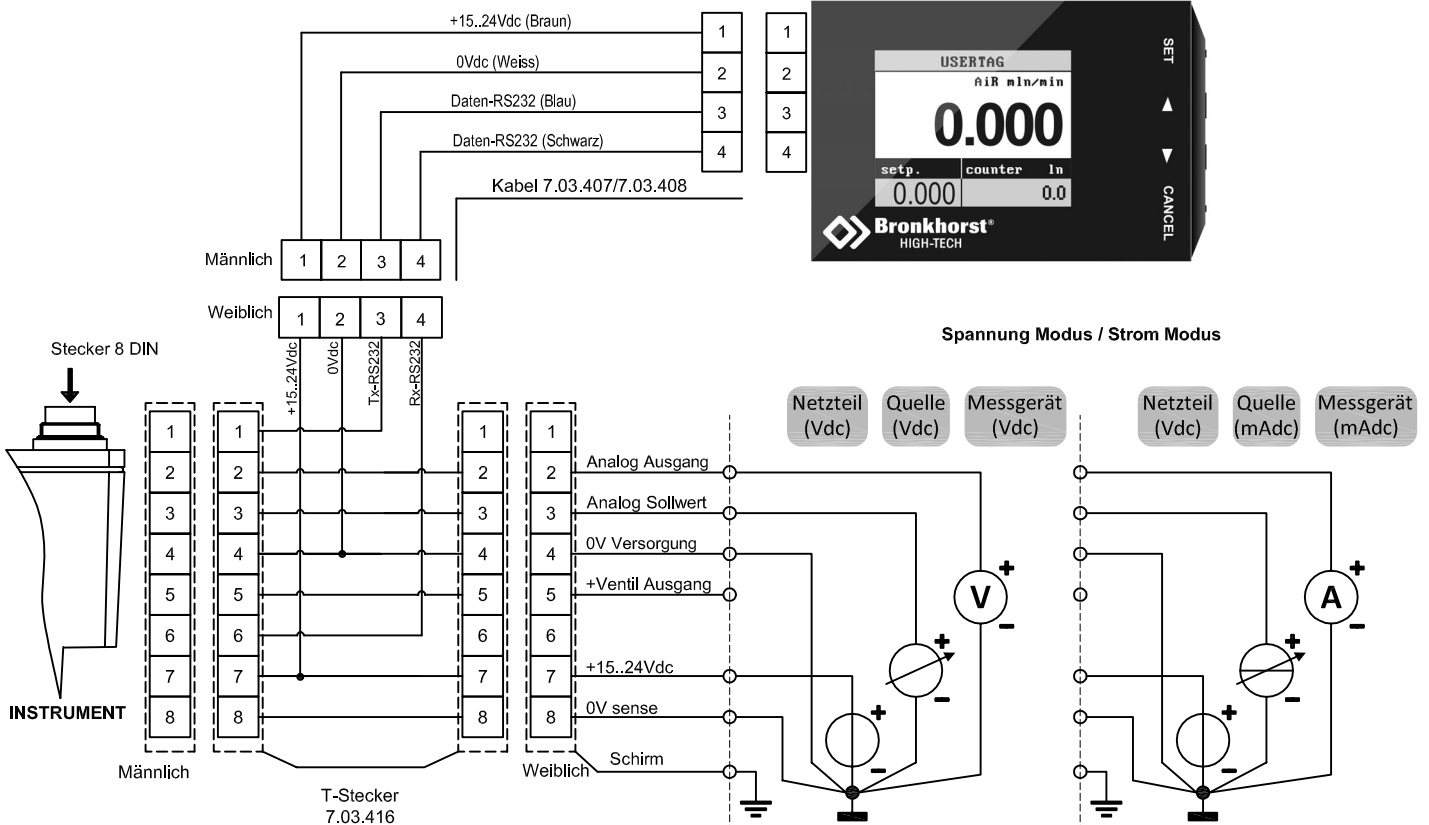 +15..24Vdc (Braun)
0Vdc (Weiss)
Daten-RS232 (Blau)
Daten-RS232 (Schwarz)
Kabel 7.03.407/7.03.408
1 1
2 2
3 3
4 4
USERTAG
AiR mln/min
0.000
setp. counter ln
0.000 0.0
Bronkhorst®
HIGH-TECH
SET
CANCEL
Männlich 1 2 3 4
Weiblich 1 2 3 4
+15..24Vdc
0Vdc
Tx-RS232
Rx-RS232
Stecker 8 DIN
INSTRUMENT
Spannung Modus / Strom Modus
Netzteil (Vdc)
Quelle (Vdc)
Messgerät (Vdc)
Netzteil (Vdc)
Quelle (mAdc)
Messgerät (mAdc)
1 1 1 1
2 2 2 2 Analog Ausgang
3 3 3 3 Analog Sollwert
4 4 4 4 0V Versorgung
5 5 5 5 +Ventil Ausgang
6 6 6 6
7 7 7 7 +15..24Vdc
8 8 8 8 0V sense
Schirm
V
+
−
+
−
+
−
A
+
−
+
−
+
−
Männlich
Weiblich
T-Stecker
7.03.416